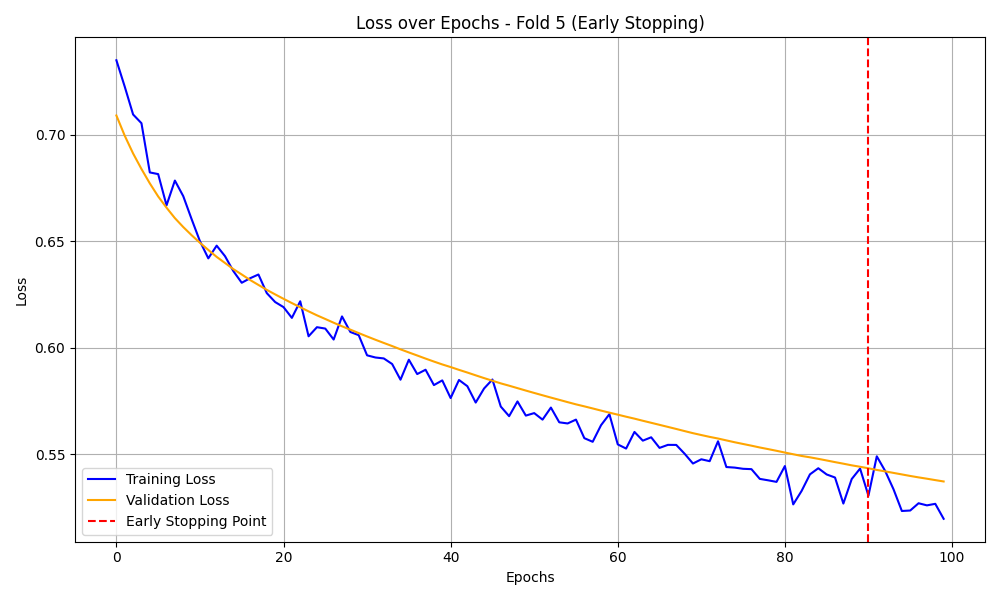 Loss over Epochs - Fold 5 (Early Stopping)
Loss
0.70
0.65
0.60
0.55
Training Loss
Validation Loss
Early Stopping Point
0 20 40 60 80 100
Epochs